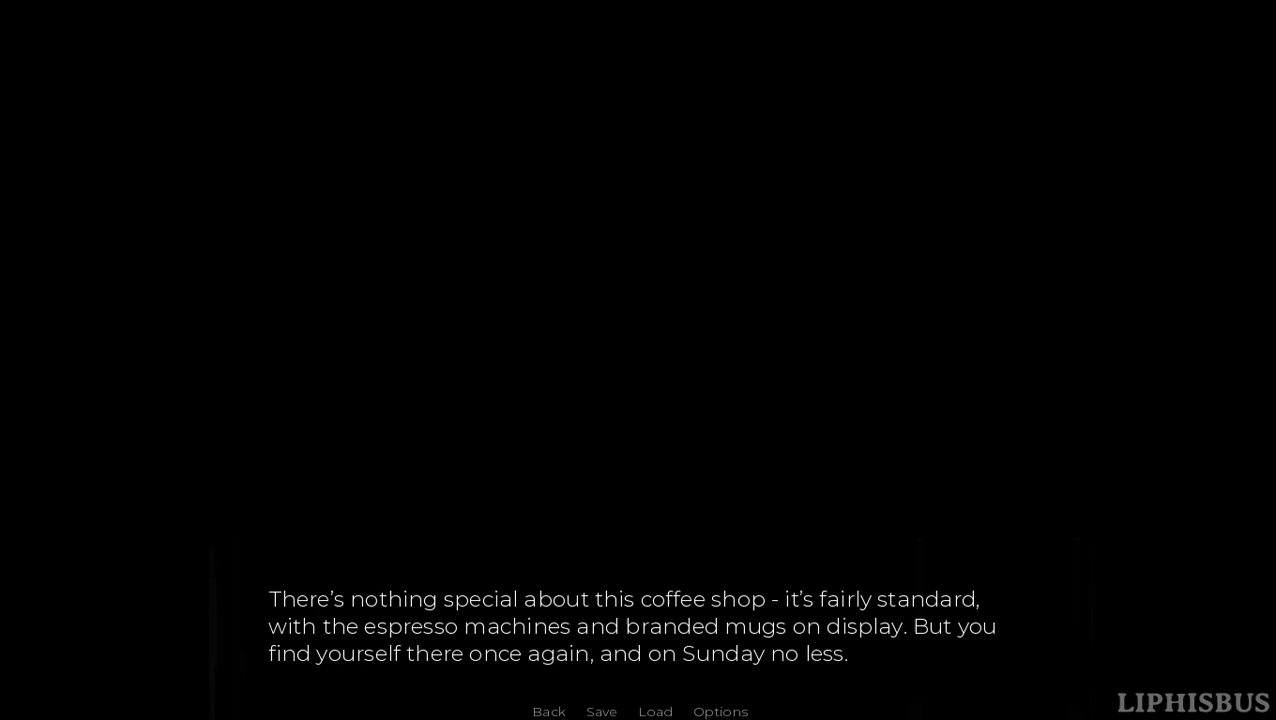 There’s nothing special about this coffee shop - it’s fairly standard,
with the espresso machines and branded mugs on display. But you
find yourself there once again, and on Sunday no less.
Back Save Load Options
LIPHISBUS